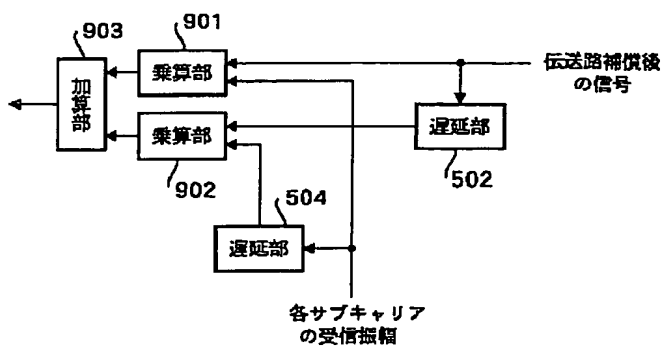 901
903
乗算部
加算部
伝送路補償後
の信号
乗算部
遅延部
902
502
504
遅延部
各サブキャリア
の受信振幅